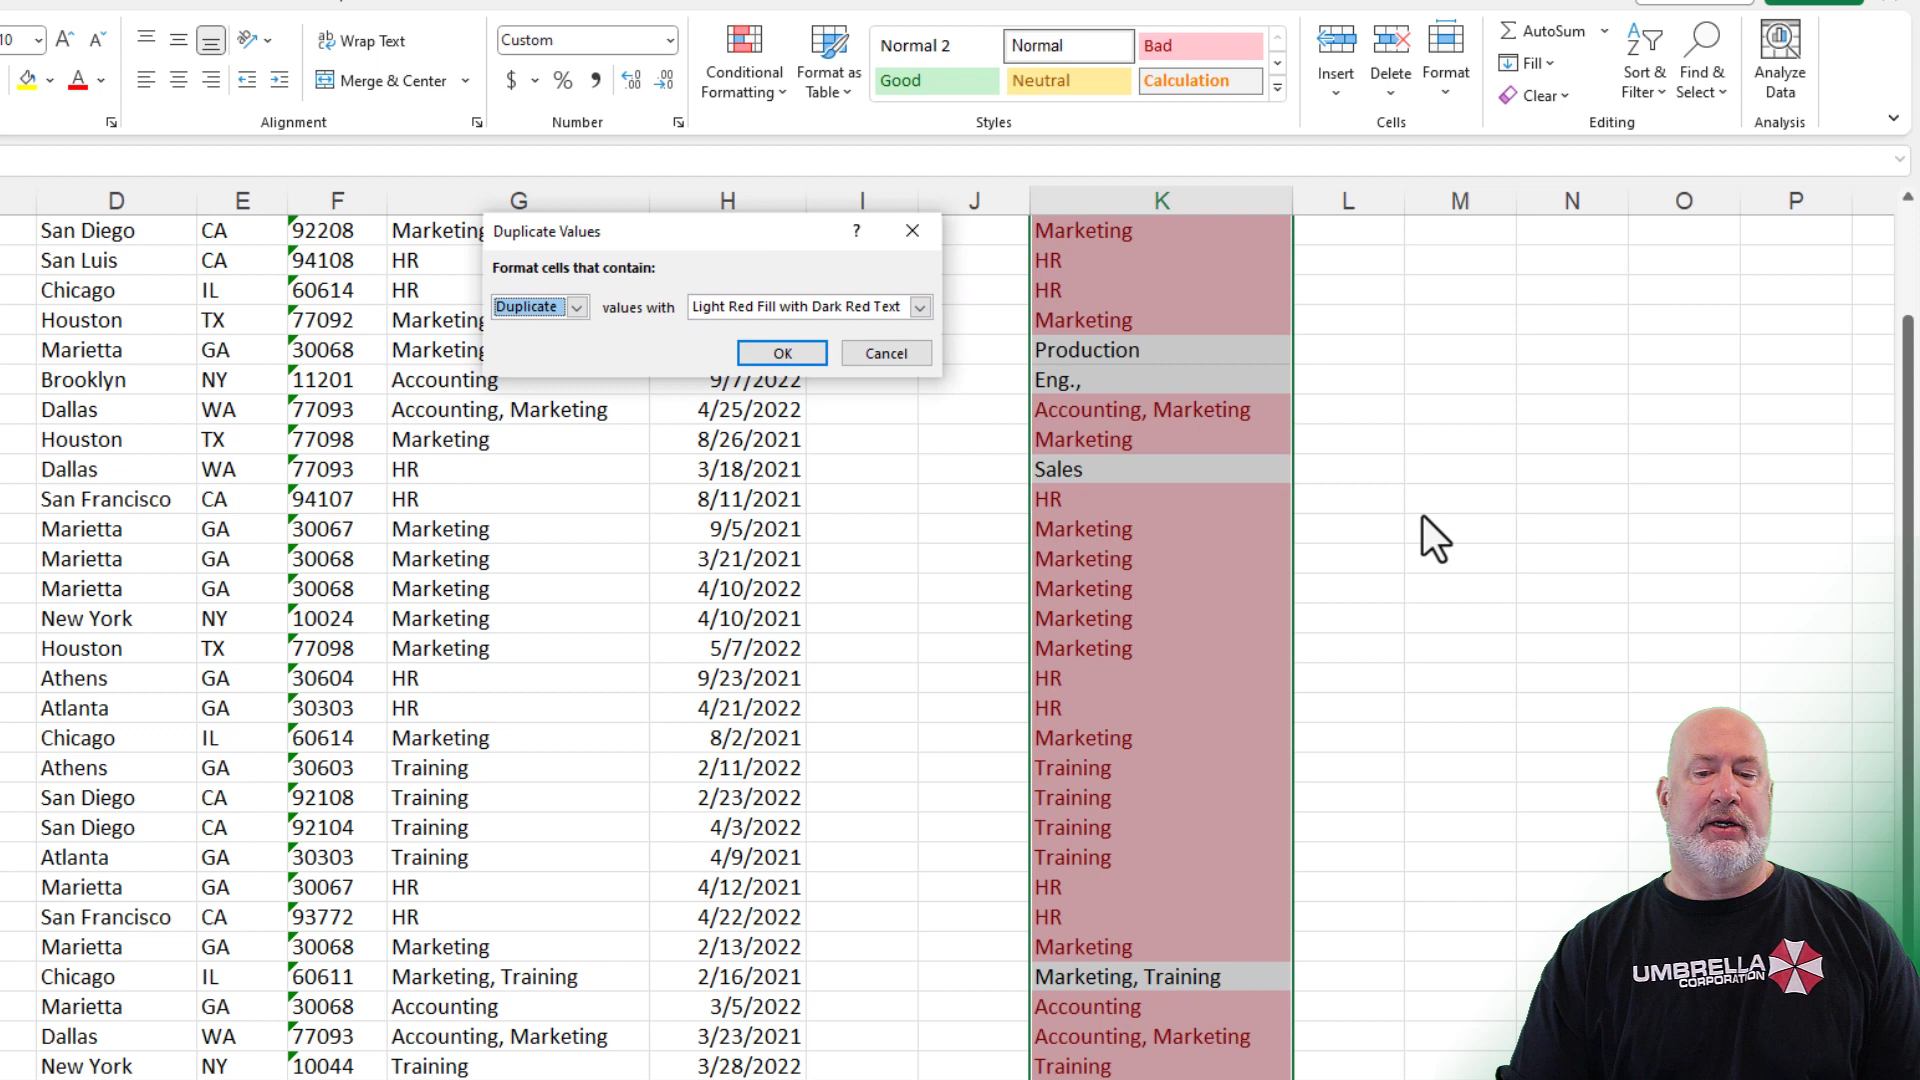 10
Wrap Text
Merge & Center
Alignment
Custom
$ % ,
Number
Conditional
Formatting
Format as
Table
Normal 2
Normal
Bad
Good
Neutral
Calculation
Styles
Insert
Delete
Format
Cells
AutoSum
Fill
Clear
Sort &
Filter
Find &
Select
Editing
Analyze
Data
Analysis
D E F G H I J K L M N O P
Duplicate Values ?
Format cells that contain:
Duplicate values with Light Red Fill with Dark Red Text
OK Cancel
San Diego CA 92208 Marketing Marketing
San Luis CA 94108 HR HR
Chicago IL 60614 HR HR
Houston TX 77092 Marketing Marketing
Marietta GA 30068 Marketing Production
Brooklyn NY 11201 Accounting 9/7/2022 Eng.,
Dallas WA 77093 Accounting, Marketing 4/25/2022 Accounting, Marketing
Houston TX 77098 Marketing 8/26/2021 Marketing
Dallas WA 77093 HR 3/18/2021 Sales
San Francisco CA 94107 HR 8/11/2021 HR
Marietta GA 30067 Marketing 9/5/2021 Marketing
Marietta GA 30068 Marketing 3/21/2021 Marketing
Marietta GA 30068 Marketing 4/10/2022 Marketing
New York NY 10024 Marketing 4/10/2021 Marketing
Houston TX 77098 Marketing 5/7/2022 Marketing
Athens GA 30604 HR 9/23/2021 HR
Atlanta GA 30303 HR 4/21/2022 HR
Chicago IL 60614 Marketing 8/2/2021 Marketing
Athens GA 30603 Training 2/11/2022 Training
San Diego CA 92108 Training 2/23/2022 Training
San Diego CA 92104 Training 4/3/2022 Training
Atlanta GA 30303 Training 4/9/2021 Training
Marietta GA 30067 HR 4/12/2021 HR
San Francisco CA 93772 HR 4/22/2022 HR
Marietta GA 30068 Marketing 2/13/2022 Marketing
Chicago IL 60611 Marketing, Training 2/16/2021 Marketing, Training
Marietta GA 30068 Accounting 3/5/2022 Accounting
Dallas WA 77093 Accounting, Marketing 3/23/2021 Accounting, Marketing
New York NY 10044 Training 3/28/2022 Training
UMBRELLA
CORPORATION